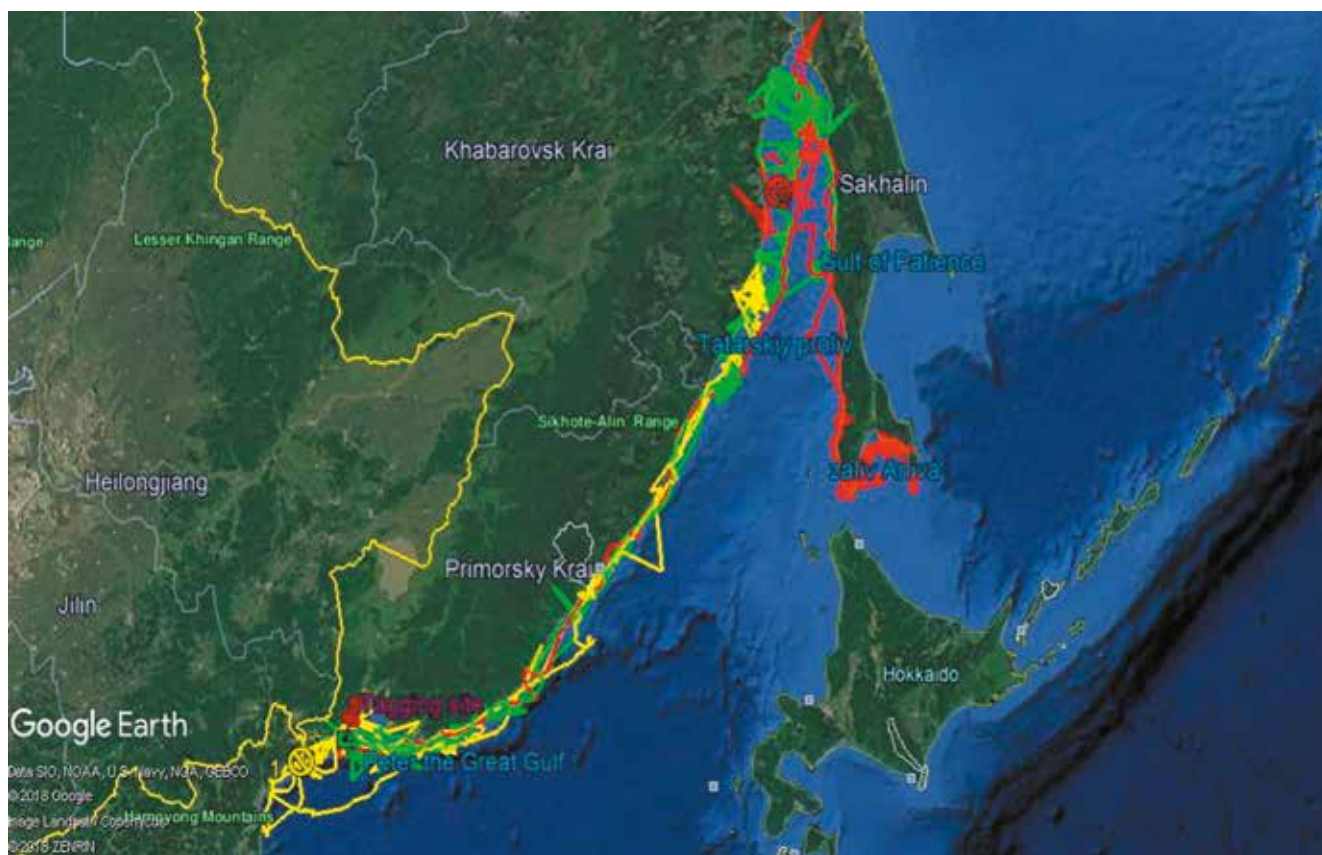 Khabarovsk Krai
Sakhalin
Lesser Khingan Range
Gulf of Patience
Tatarskiy proliv
Sikhote-Alin' Range
zaliv Aniva
Heilongjiang
Primorsky Krai
Jilin
Hokkaido
Tagging site
Google Earth
Peter the Great Gulf
Data SIO, NOAA, U.S. Navy, NGA, GEBCO
© 2018 Google
Image Landsat / Copernicus
Hamgyong Mountains
© 2018 ZENRIN